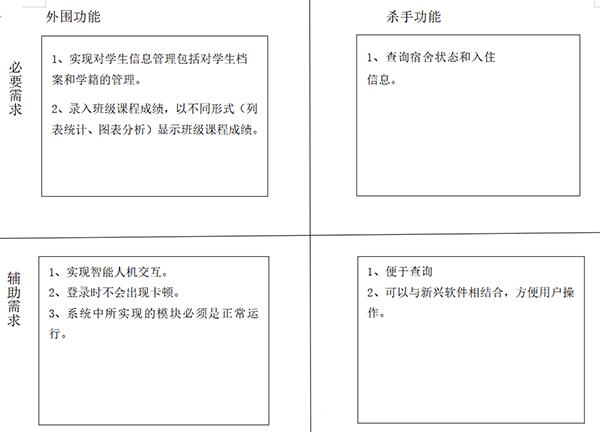 外围功能
杀手功能
必要需求
1、实现对学生信息管理包括对学生档
案和学籍的管理。
2、录入班级课程成绩，以不同形式（列
表统计、图表分析）显示班级课程成绩。
1、查询宿舍状态和入住
信息。
辅助需求
1、实现智能人机交互。
2、登录时不会出现卡顿。
3、系统中所实现的模块必须是正常运
行。
1、便于查询
2、可以与新兴软件相结合，方便用户操
作。